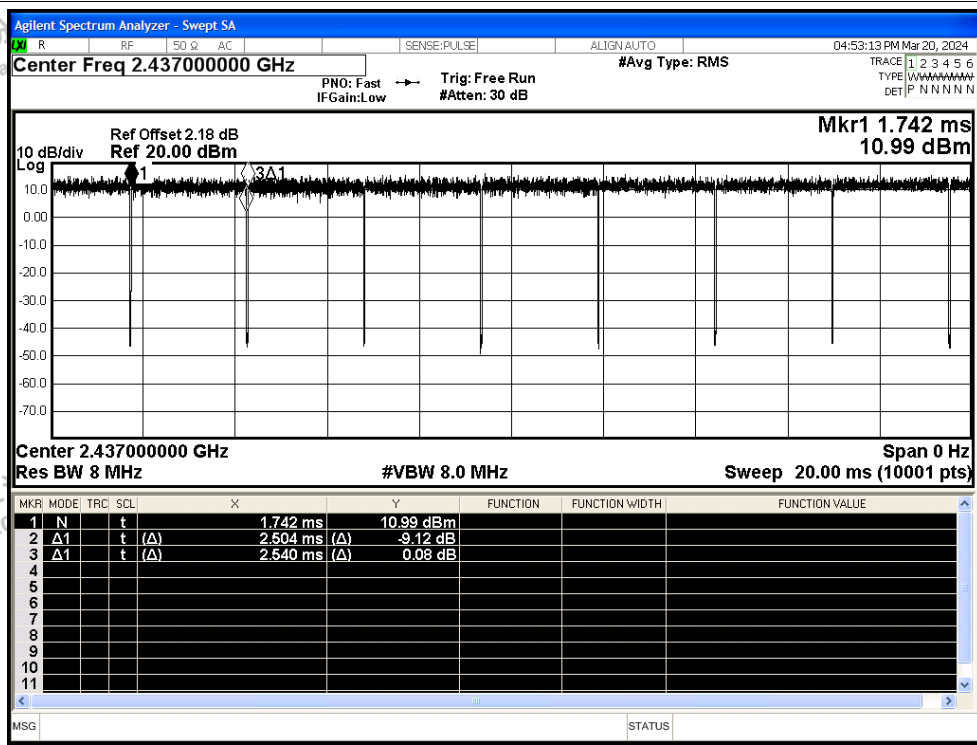 Agilent Spectrum Analyzer - Swept SA
LXI R RF 50 Ω AC SENSE:PULSE ALIGN AUTO 04:53:13 PM Mar 20, 2024
Center Freq 2.437000000 GHz
PNO: Fast
IFGain:Low
Trig: Free Run
#Atten: 30 dB
#Avg Type: RMS
TRACE 1 2 3 4 5 6
TYPE
DET P N N N N N
Mkr1 1.742 ms
10.99 dBm
Ref Offset 2.18 dB
10 dB/div Ref 20.00 dBm
Log
1
3Δ1
10.0
0.00
-10.0
-20.0
-30.0
-40.0
-50.0
-60.0
-70.0
Center 2.437000000 GHz Span 0 Hz
Res BW 8 MHz #VBW 8.0 MHz Sweep 20.00 ms (10001 pts)
MKR MODE TRC SCL X Y FUNCTION FUNCTION WIDTH FUNCTION VALUE
1 N t 1.742 ms 10.99 dBm
2 Δ1 t (Δ) 2.504 ms (Δ) -9.12 dB
3 Δ1 t (Δ) 2.540 ms (Δ) 0.08 dB
4
5
6
7
8
9
10
11
MSG STATUS